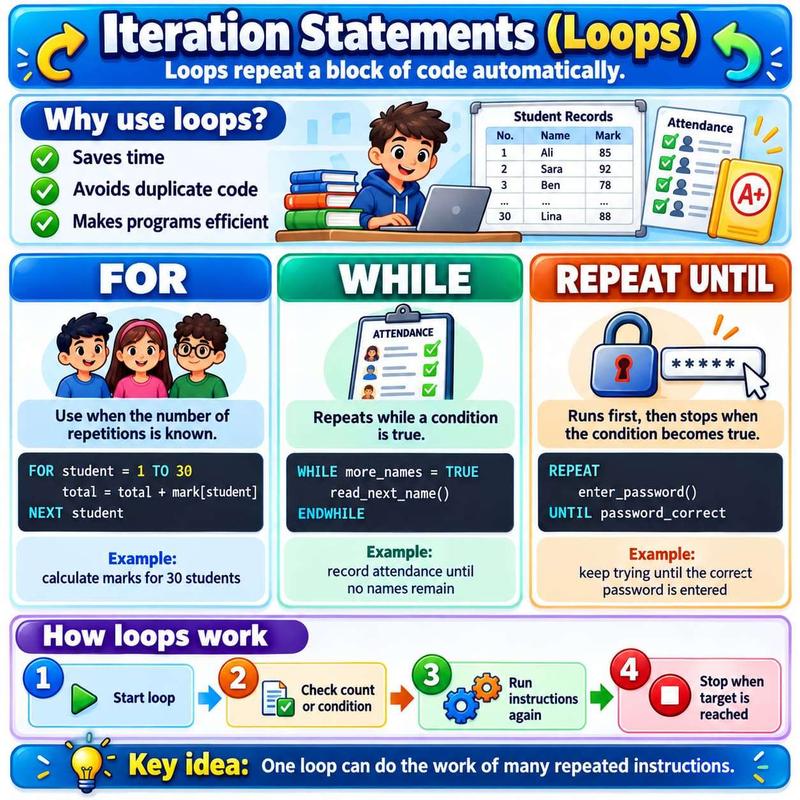 Iteration Statements (Loops)
Loops repeat a block of code automatically.
Why use loops?
Saves time
Avoids duplicate code
Makes programs efficient
Student Records
No. Name Mark
1 Ali 85
2 Sara 92
3 Ben 78
... ... ...
30 Lina 88
Attendance
A+
FOR
Use when the number of
repetitions is known.
FOR student = 1 TO 30
total = total + mark[student]
NEXT student
Example:
calculate marks for 30 students
WHILE
ATTENDANCE
Repeats while a condition
is true.
WHILE more_names = TRUE
read_next_name()
ENDWHILE
Example:
record attendance until
no names remain
REPEAT UNTIL
*****
Runs first, then stops when
the condition becomes true.
REPEAT
enter_password()
UNTIL password_correct
Example:
keep trying until the correct
password is entered
How loops work
1
Start loop
2
Check count
or condition
3
Run
instructions
again
4
Stop when
target is
reached
Key idea: One loop can do the work of many repeated instructions.